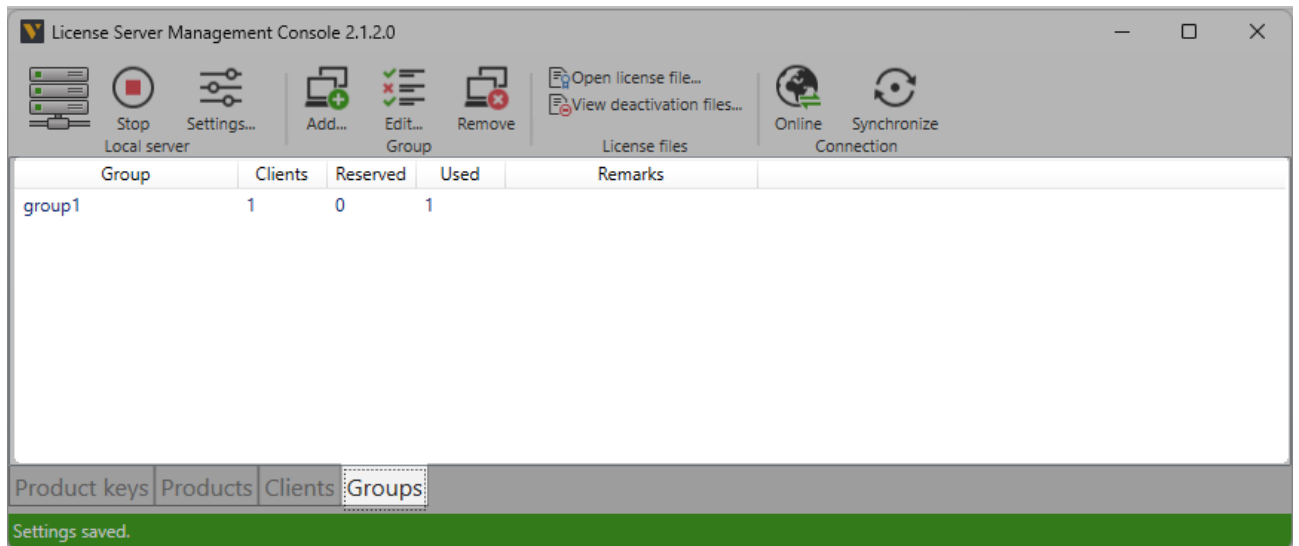 License Server Management Console 2.1.2.0
Stop Settings... Add... Edit... Remove Open license file... Online Synchronize
View deactivation files...
Local server Group License files Connection
Group Clients Reserved Used Remarks
group1 1 0 1
Product keys Products Clients Groups
Settings saved.